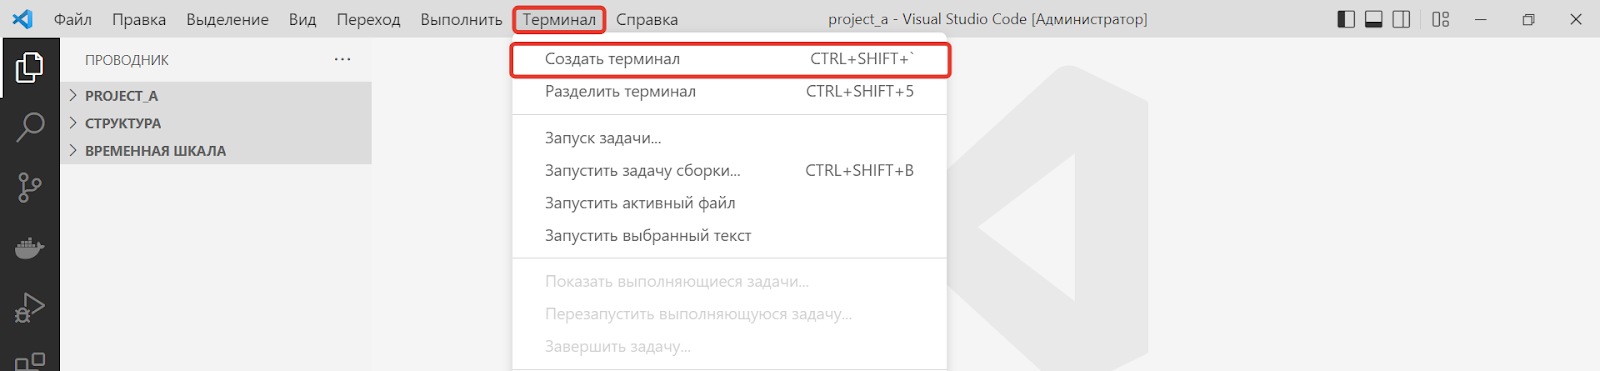 Файл Правка Выделение Вид Переход Выполнить Терминал Справка project_a - Visual Studio Code [Администратор]
ПРОВОДНИК ...
PROJECT_A
СТРУКТУРА
ВРЕМЕННАЯ ШКАЛА
Создать терминал CTRL+SHIFT+`
Разделить терминал CTRL+SHIFT+5
Запуск задачи...
Запустить задачу сборки... CTRL+SHIFT+B
Запустить активный файл
Запустить выбранный текст
Показать выполняющиеся задачи...
Перезапустить выполняющуюся задачу...
Завершить задачу...